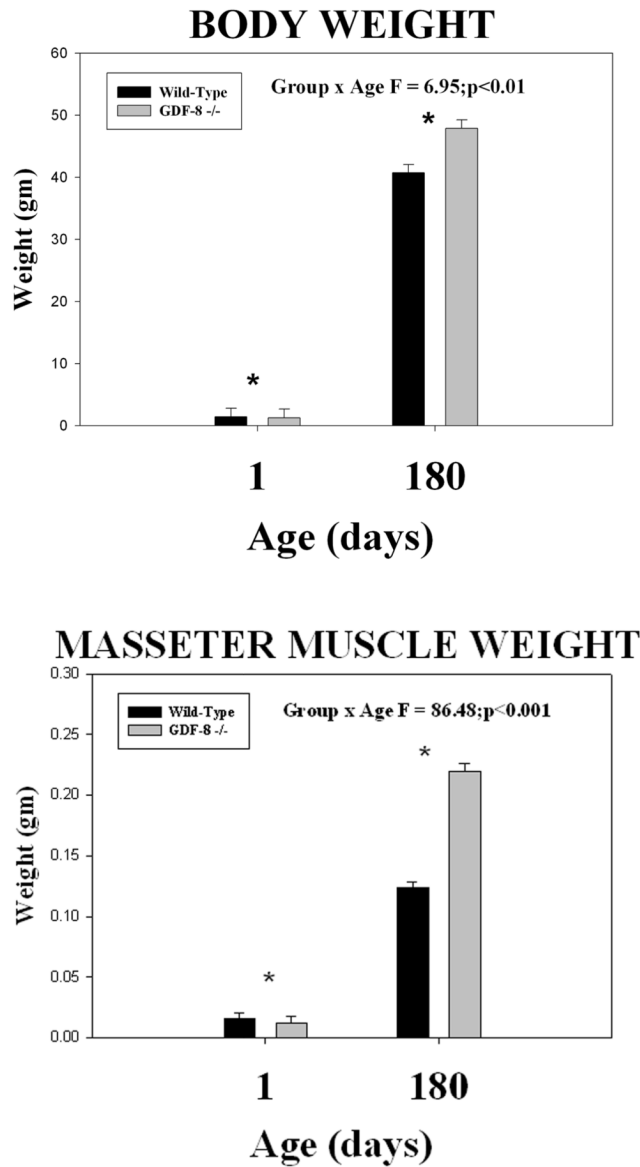 BODY WEIGHT
60
50
40
30
20
10
0
Weight (gm)
Wild-Type
GDF-8 -/-
Group x Age F = 6.95;p<0.01
*
*
1
180
Age (days)
MASSETER MUSCLE WEIGHT
0.30
0.25
0.20
0.15
0.10
0.05
0.00
Weight (gm)
Wild-Type
GDF-8 -/-
Group x Age F = 86.48;p<0.001
*
*
1
180
Age (days)